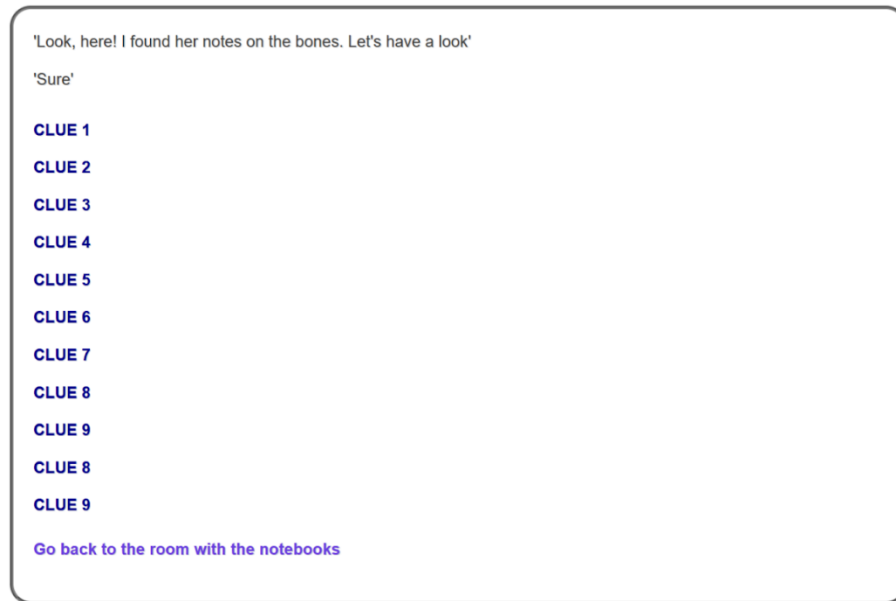 'Look, here! I found her notes on the bones. Let's have a look'
'Sure'
CLUE 1
CLUE 2
CLUE 3
CLUE 4
CLUE 5
CLUE 6
CLUE 7
CLUE 8
CLUE 9
CLUE 8
CLUE 9
Go back to the room with the notebooks